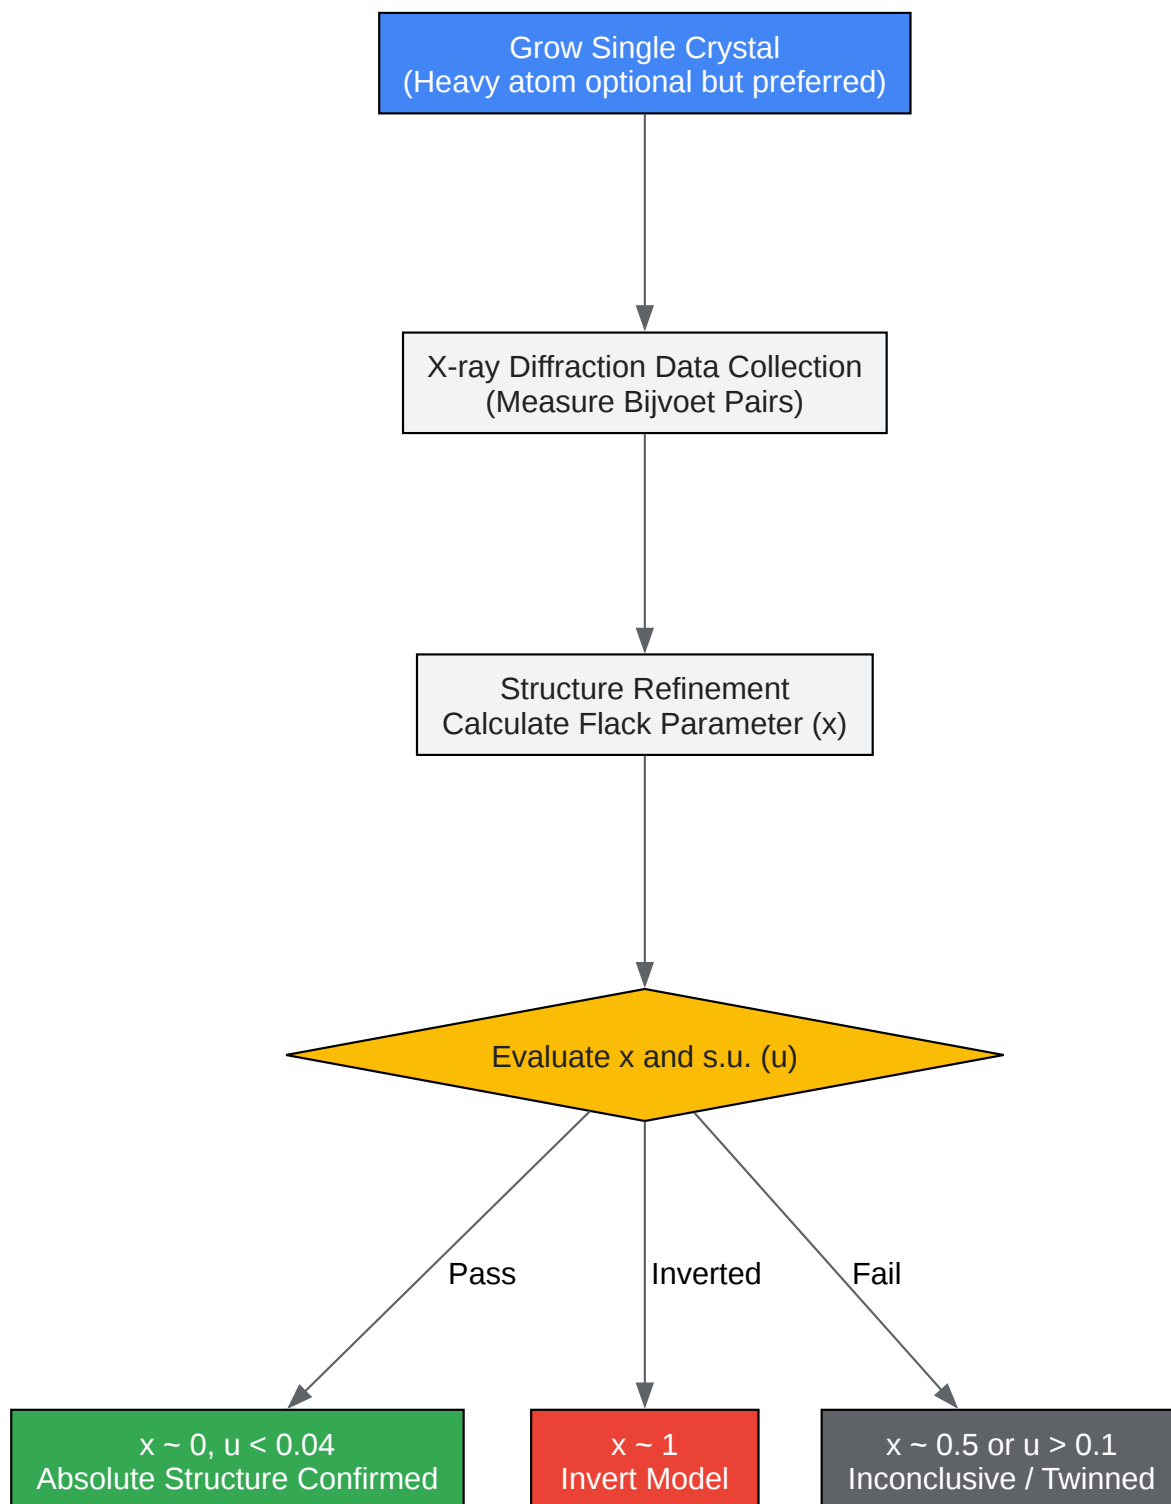 Grow Single Crystal
(Heavy atom optional but preferred)
X-ray Diffraction Data Collection
(Measure Bijvoet Pairs)
Structure Refinement
Calculate Flack Parameter (x)
Evaluate x and s.u. (u)
Pass
Inverted
Fail
x ~ 0, u < 0.04
Absolute Structure Confirmed
x ~ 1
Invert Model
x ~ 0.5 or u > 0.1
Inconclusive / Twinned